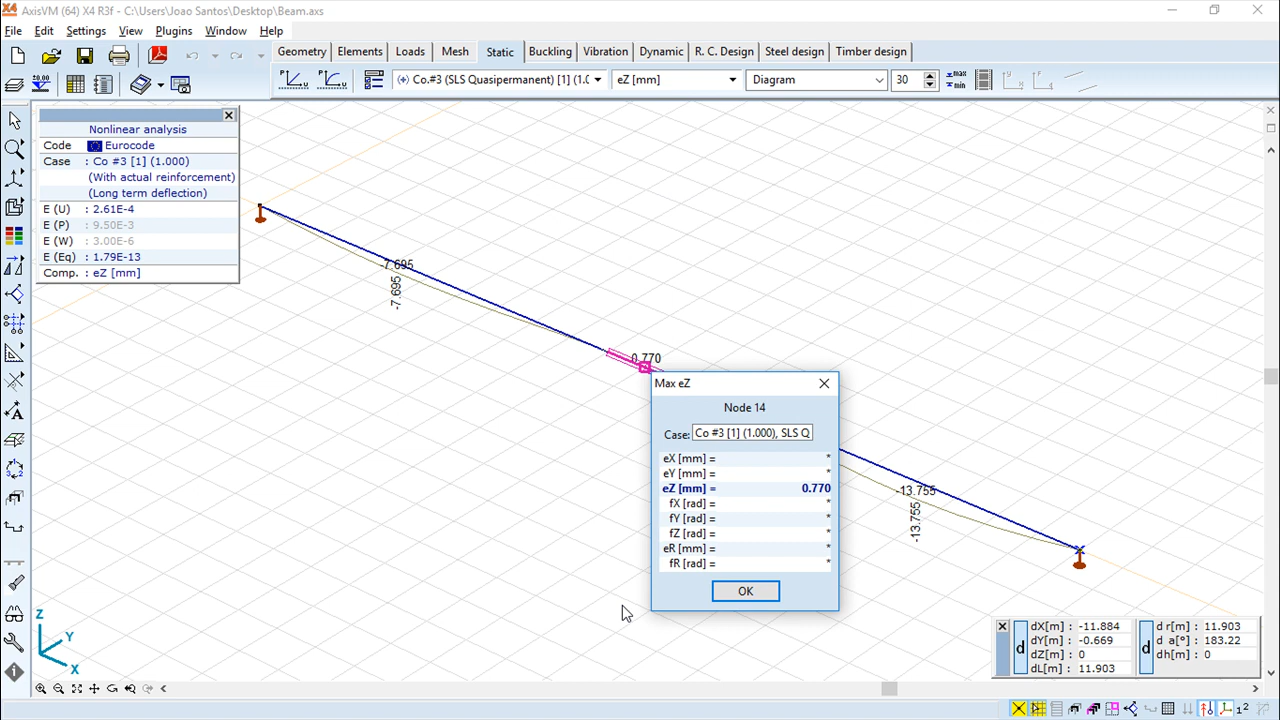 AxisVM (64) X4 R3f - C:\Users\Joao Santos\Desktop\Beam.axs
File Edit Settings View Plugins Window Help
Geometry Elements Loads Mesh Static Buckling Vibration Dynamic R. C. Design Steel design Timber design
Co.#3 (SLS Quasipermanent) [1] (1.0 eZ [mm] Diagram 30 max min
Nonlinear analysis
Code Eurocode
Case : Co #3 [1] (1.000)
(With actual reinforcement)
(Long term deflection)
E (U) : 2.61E-4
E (P) : 9.50E-3
E (W) : 3.00E-6
E (Eq) : 1.79E-13
Comp. : eZ [mm]
-7.695
-7.695
0.770
Max eZ
Node 14
Case: Co #3 [1] (1.000), SLS Q
eX [mm] = *
eY [mm] = *
eZ [mm] = 0.770
fX [rad] = *
fY [rad] = *
fZ [rad] = *
eR [mm] = *
fR [rad] = *
OK
-13.755
-13.755
Z
Y
X
d
dX[m] : -11.884
dY[m] : -0.669
dZ[m] : 0
dL[m] : 11.903
d
d r[m] : 11.903
d a[°] : 183.22
dh[m] : 0